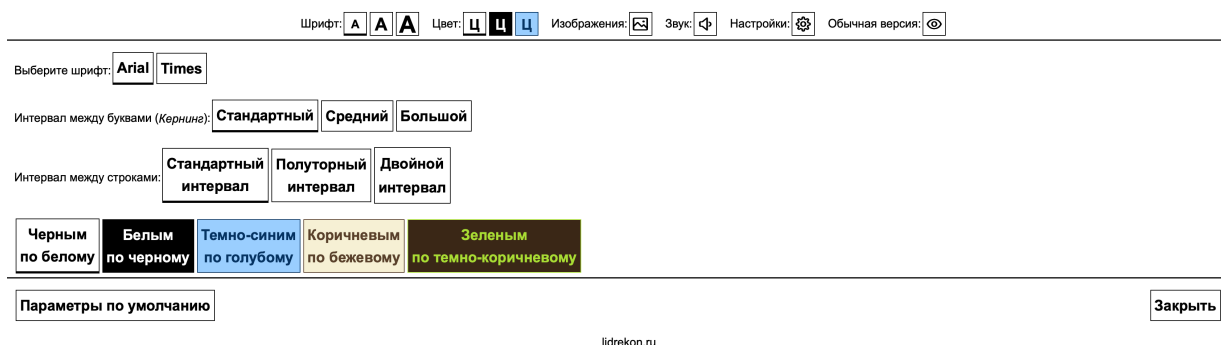 Шрифт: А А А Цвет: Ц Ц Ц Изображения: Звук: Настройки: Обычная версия:
Выберите шрифт: Arial Times
Интервал между буквами (Кернинг): Стандартный Средний Большой
Интервал между строками: Стандартный интервал Полуторный интервал Двойной интервал
Черным по белому Белым по черному Темно-синим по голубому Коричневым по бежевому Зеленым по темно-коричневому
Параметры по умолчанию Закрыть
lidrekon.ru